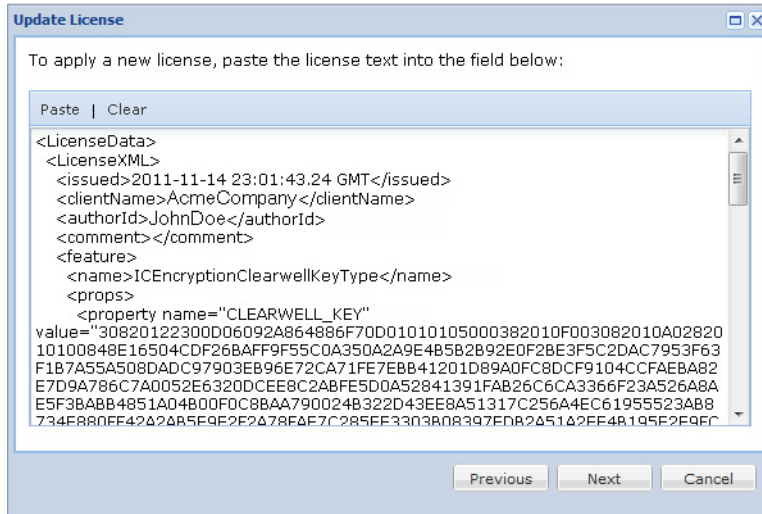 Update License
To apply a new license, paste the license text into the field below:
Paste | Clear
<LicenseData>
<LicenseXML>
<issued>2011-11-14 23:01:43.24 GMT</issued>
<clientName>AcmeCompany</clientName>
<authorId>JohnDoe</authorId>
<comment></comment>
<feature>
<name>ICEncryptionClearwellKeyType</name>
<props>
<property name="CLEARWELL_KEY"
value="30820122300D06092A864886F70D01010105000382010F003082010A02820
10100848E16504CDF26BAFF9F55C0A350A2A9E4B5B2B92E0F2BE3F5C2DAC7953F63
F1B7A55A508DADC97903EB96E72CA71FE7EBB41201D89A0FC8DCF9104CCFAEBA82
E7D9A786C7A0052E6320DCEE8C2ABFE5D0A52841391FAB26C6CA3366F23A526A8A
E5F3BABB4851A04B00F0C8BAA790024B322D43EE8A51317C256A4EC61955523AB8
Previous
Next
Cancel